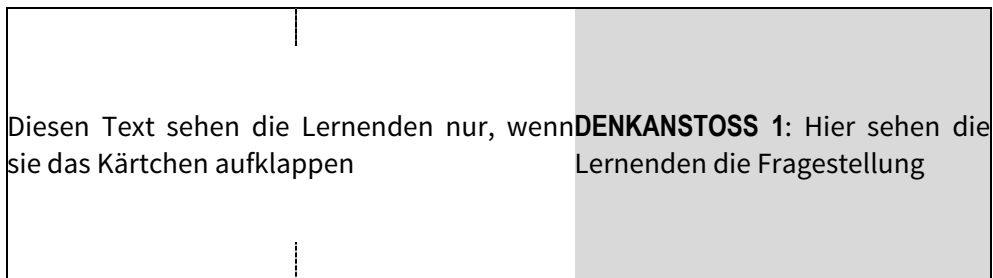 Diesen Text sehen die Lernenden nur, wenn
sie das Kärtchen aufklappen
DENKANSTOSS 1: Hier sehen die
Lernenden die Fragestellung